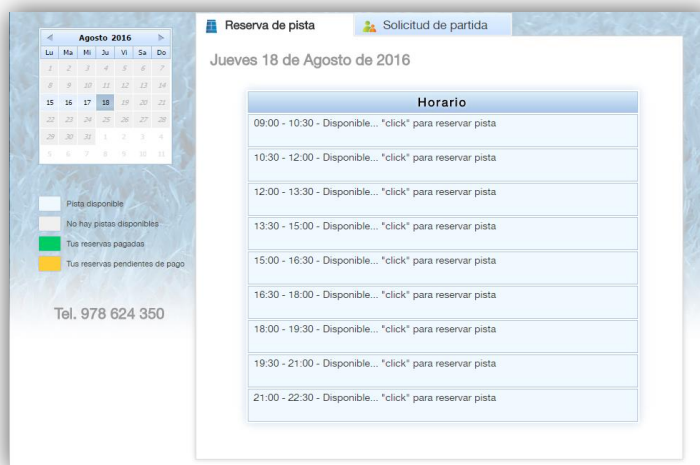 Agosto 2016
Lu Ma Mi Ju Vi Sa Do
1 2 3 4 5 6 7
8 9 10 11 12 13 14
15 16 17 18 19 20 21
22 23 24 25 26 27 28
29 30 31 1 2 3 4
5 6 7 8 9 10 11
Pista disponible
No hay pistas disponibles
Tus reservas pagadas
Tus reservas pendientes de pago
Tel. 978 624 350
Reserva de pista
Solicitud de partida
Jueves 18 de Agosto de 2016
Horario
09:00 - 10:30 - Disponible... "click" para reservar pista
10:30 - 12:00 - Disponible... "click" para reservar pista
12:00 - 13:30 - Disponible... "click" para reservar pista
13:30 - 15:00 - Disponible... "click" para reservar pista
15:00 - 16:30 - Disponible... "click" para reservar pista
16:30 - 18:00 - Disponible... "click" para reservar pista
18:00 - 19:30 - Disponible... "click" para reservar pista
19:30 - 21:00 - Disponible... "click" para reservar pista
21:00 - 22:30 - Disponible... "click" para reservar pista